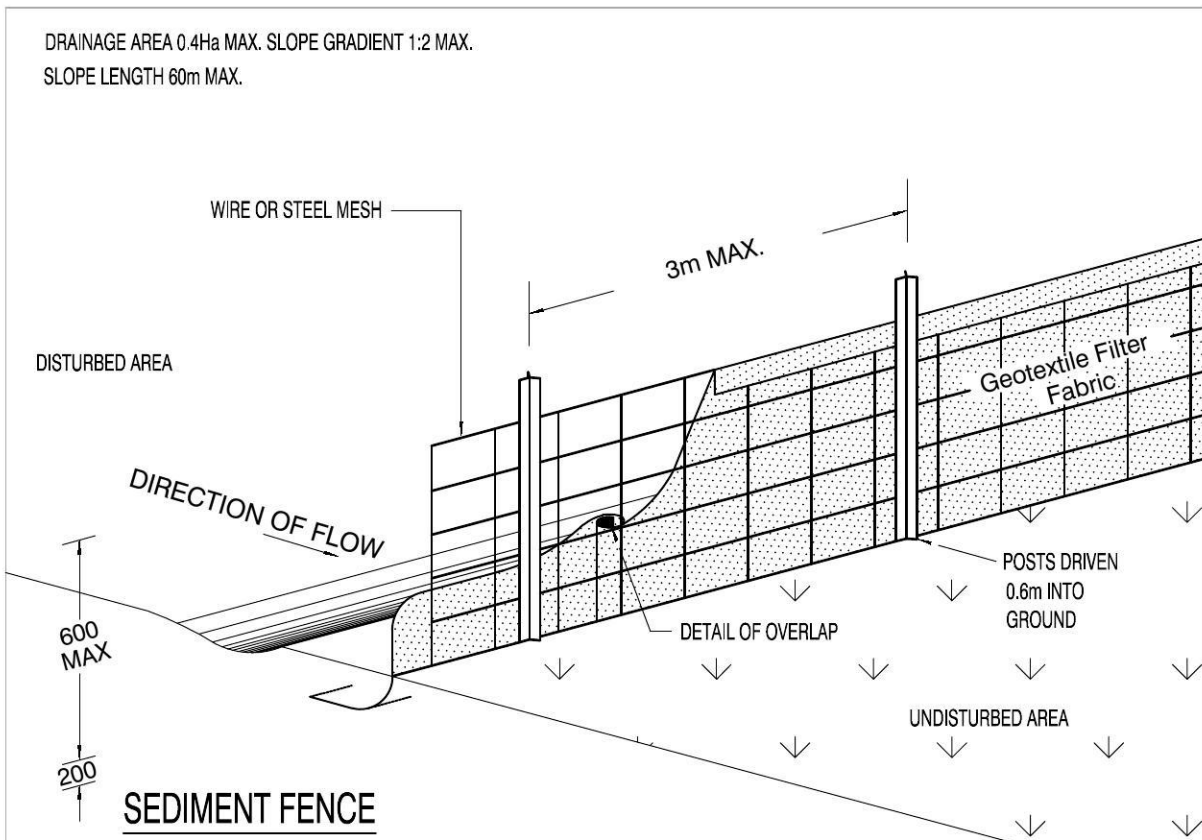 DRAINAGE AREA 0.4Ha MAX. SLOPE GRADIENT 1:2 MAX.
SLOPE LENGTH 60m MAX.
WIRE OR STEEL MESH
3m MAX.
DISTURBED AREA
Geotextile Filter
Fabric
DIRECTION OF FLOW
POSTS DRIVEN
0.6m INTO
GROUND
600
MAX
DETAIL OF OVERLAP
UNDISTURBED AREA
200
SEDIMENT FENCE